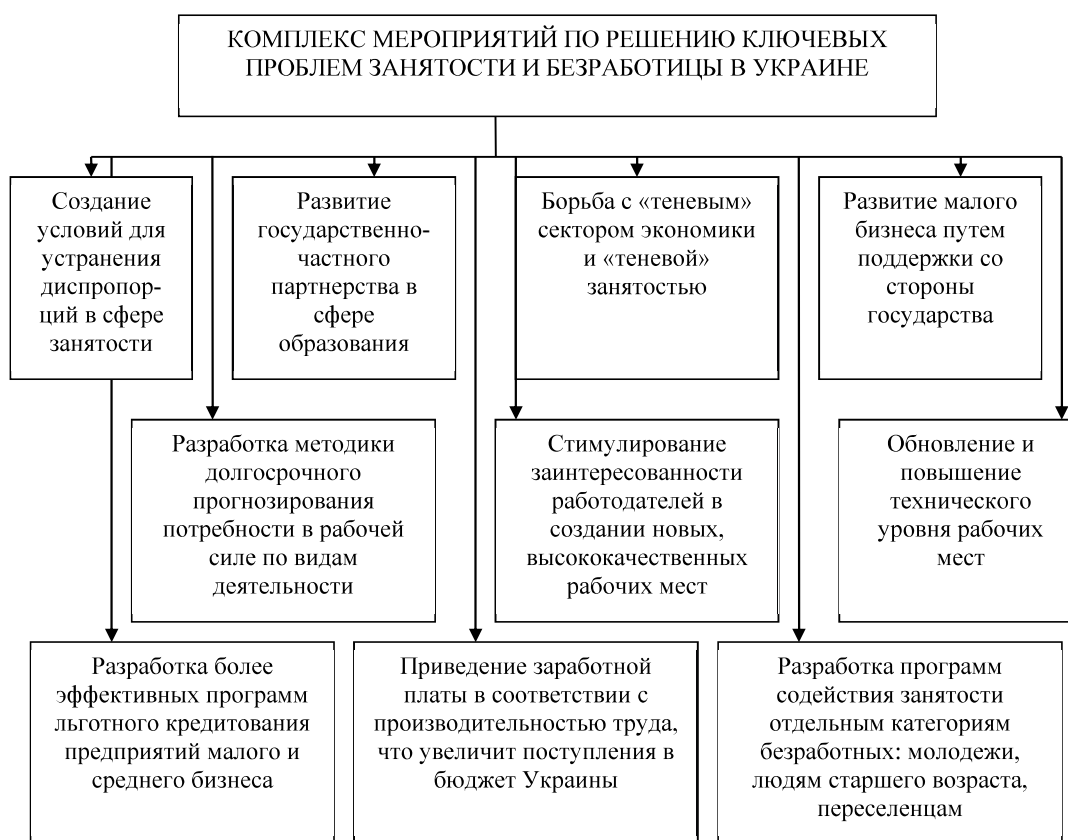 КОМПЛЕКС МЕРОПРИЯТИЙ ПО РЕШЕНИЮ КЛЮЧЕВЫХ
ПРОБЛЕМ ЗАНЯТОСТИ И БЕЗРАБОТИЦЫ В УКРАИНЕ
Создание
условий для
устранения
диспропор-
ций в сфере
занятости
Развитие
государственно-
частного
партнерства в
сфере
образования
Борьба с «теневым»
сектором экономики
и «теневой»
занятостью
Развитие малого
бизнеса путем
поддержки со
стороны
государства
Разработка методики
долгосрочного
прогнозирования
потребности в рабочей
силе по видам
деятельности
Стимулирование
заинтересованности
работодателей в
создании новых,
высококачественных
рабочих мест
Обновление и
повышение
технического
уровня рабочих
мест
Разработка более
эффективных программ
льготного кредитования
предприятий малого и
среднего бизнеса
Приведение заработной
платы в соответствии с
производительностью труда,
что увеличит поступления в
бюджет Украины
Разработка программ
содействия занятости
отдельным категориям
безработных: молодежи,
людям старшего возраста,
переселенцам